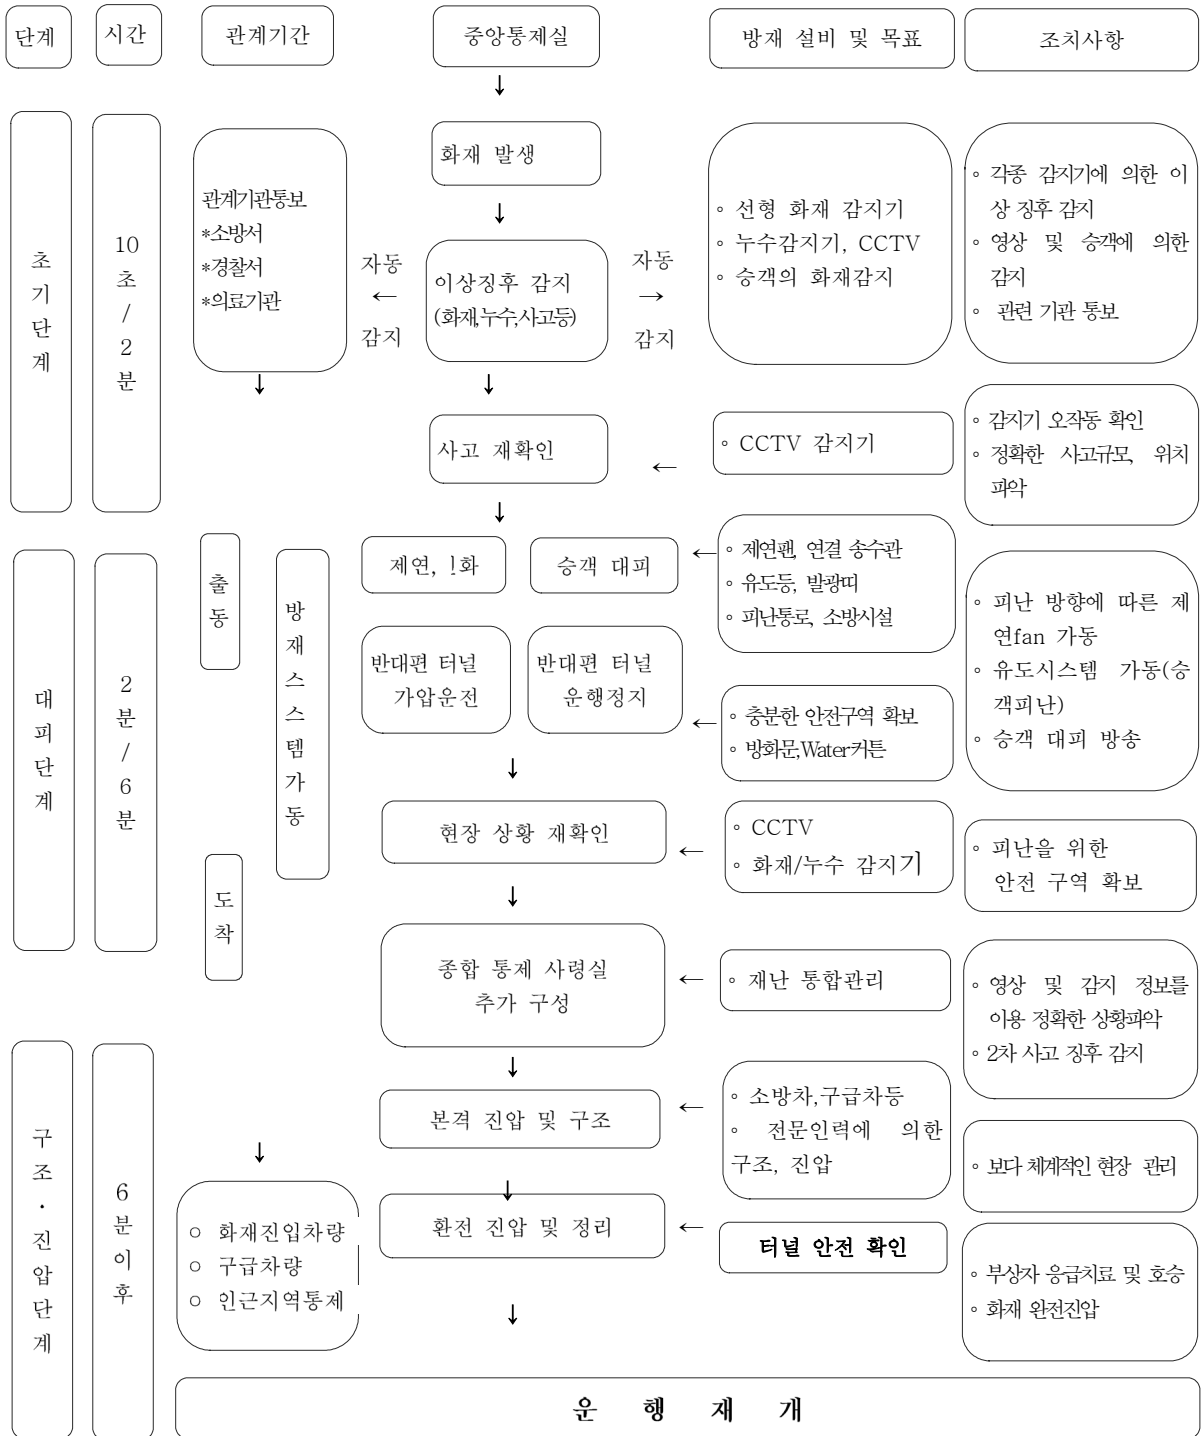 단계
시간
관계기간
중앙통제실
방재 설비 및 목표
조치사항
↓
초기단계
10초/2분
관계기관통보
*소방서
*경찰서
*의료기관
↓
자동
←
감지
화재 발생
↓
이상징후 감지
(화재,누수,사고등)
자동
→
감지
↓
◦ 선형 화재 감지기
◦ 누수감지기, CCTV
◦ 승객의 화재감지
◦ 각종 감지기에 의한 이
상 징후 감지
◦ 영상 및 승객에 의한
감지
◦ 관련 기관 통보
사고 재확인
←
◦ CCTV 감지기
◦ 감지기 오작동 확인
◦ 정확한 사고규모, 위치
파악
↓
대피단계
2분/6분
출동
방재스스템가동
도착
제연,
화
승객 대피
←
◦ 제연팬, 연결 송수관
◦ 유도등, 발광띠
◦ 피난통로, 소방시설
반대편 터널
가압운전
반대편 터널
운행정지
←
◦ 충분한 안전구역 확보
◦ 방화문,Water커튼
◦ 피난 방향에 따른 제
연fan 가동
◦ 유도시스템 가동(승
객피난)
◦ 승객 대피 방송
↓
현장 상황 재확인
←
◦ CCTV
◦ 화재/누수 감지기
◦ 피난을 위한
안전 구역 확보
↓
종합 통제 사령실
추가 구성
←
◦ 재난 통합관리
◦ 영상 및 감지 정보를
이용 정확한 상황파악
◦ 2차 사고 징후 감지
↓
구조·진압단계
6분이후
본격 진압 및 구조
←
◦ 소방차,구급차등
◦ 전문인력에 의한
구조, 진압
◦ 보다 체계적인 현장 관리
↓
↓
○ 화재진입차량
○ 구급차량
○ 인근지역통제
환전 진압 및 정리
←
터널 안전 확인
◦ 부상자 응급치료 및 호승
◦ 화재 완전진압
↓
운 행 재 개